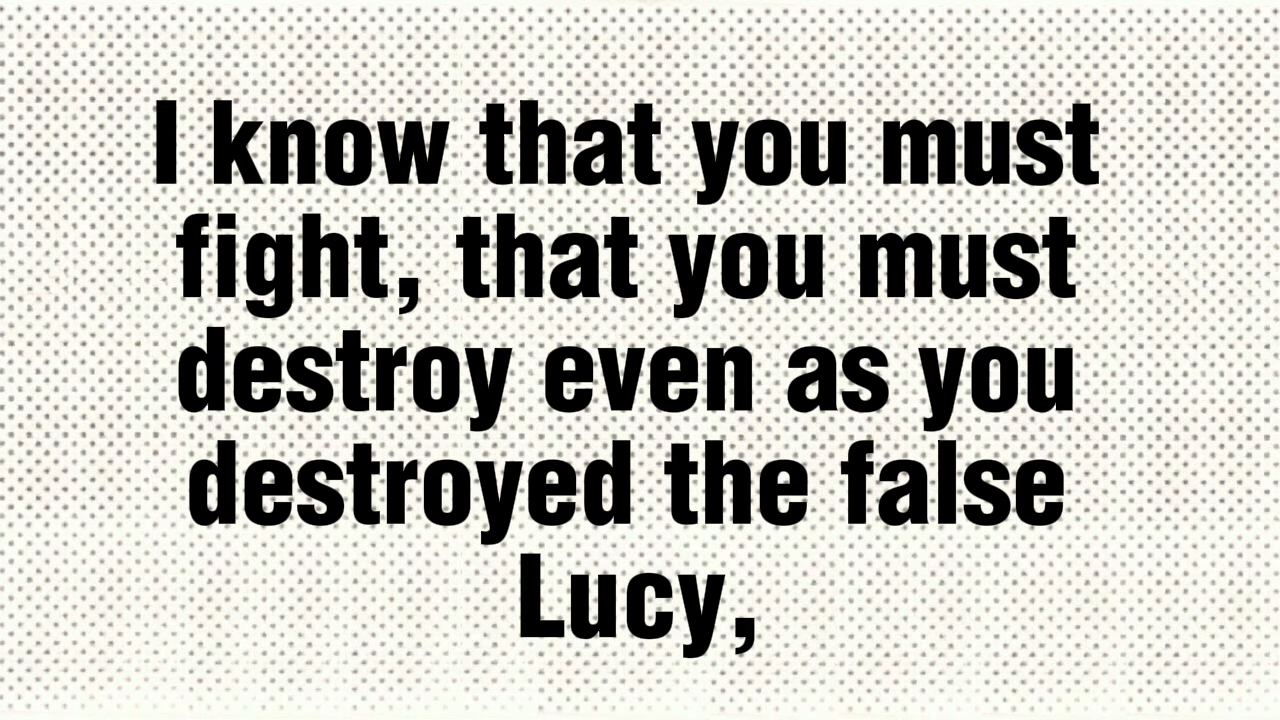 I know that you must
fight, that you must
destroy even as you
destroyed the false
Lucy,